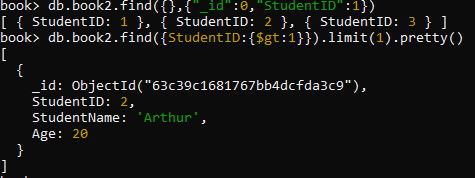 book> db.book2.find({},{"_id":0,"StudentID":1})
[ { StudentID: 1 }, { StudentID: 2 }, { StudentID: 3 } ]
book> db.book2.find({StudentID:{$gt:1}}).limit(1).pretty()
[
  {
    _id: ObjectId("63c39c1681767bb4dcfda3c9"),
    StudentID: 2,
    StudentName: 'Arthur',
    Age: 20
  }
]